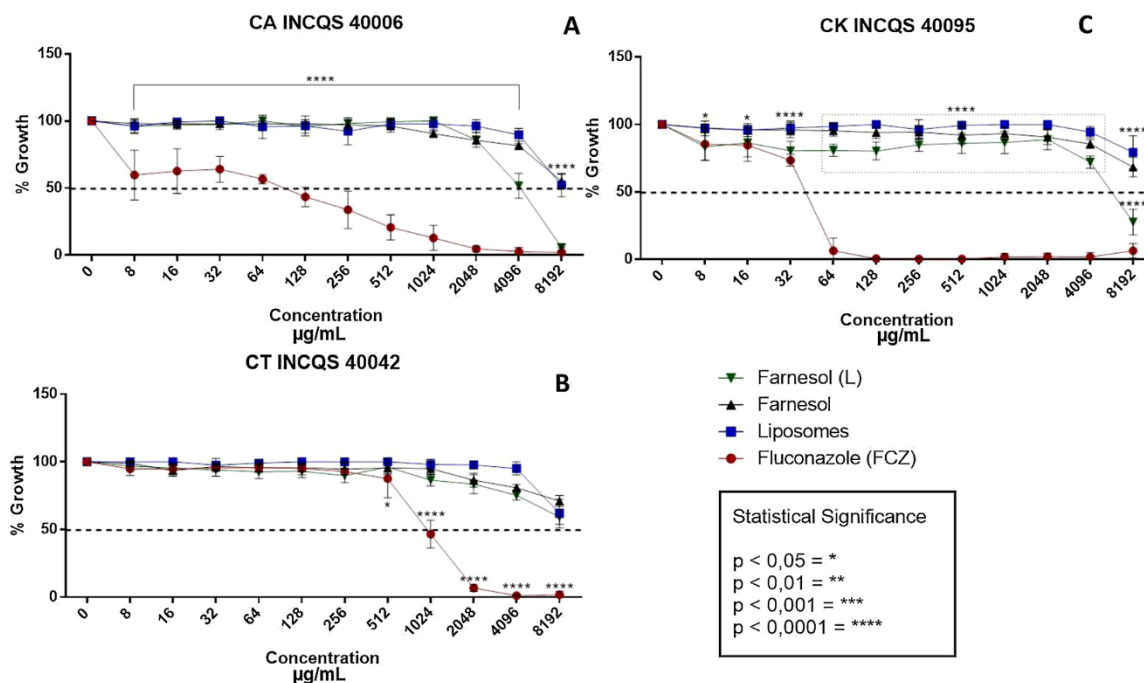 CA INCQS 40006
A
150
100
50
0
% Growth
****
****
0 8 16 32 64 128 256 512 1024 2048 4096 8192
Concentration
µg/mL
CK INCQS 40095
C
150
100
50
0
% Growth
* * **** **** ****
****
0 8 16 32 64 128 256 512 1024 2048 4096 8192
Concentration
µg/mL
CT INCQS 40042
B
150
100
50
0
% Growth
* **** **** **** ****
0 8 16 32 64 128 256 512 1024 2048 4096 8192
Concentration
µg/mL
Farnesol (L)
Farnesol
Liposomes
Fluconazole (FCZ)
Statistical Significance
p < 0,05 = *
p < 0,01 = **
p < 0,001 = ***
p < 0,0001 = ****